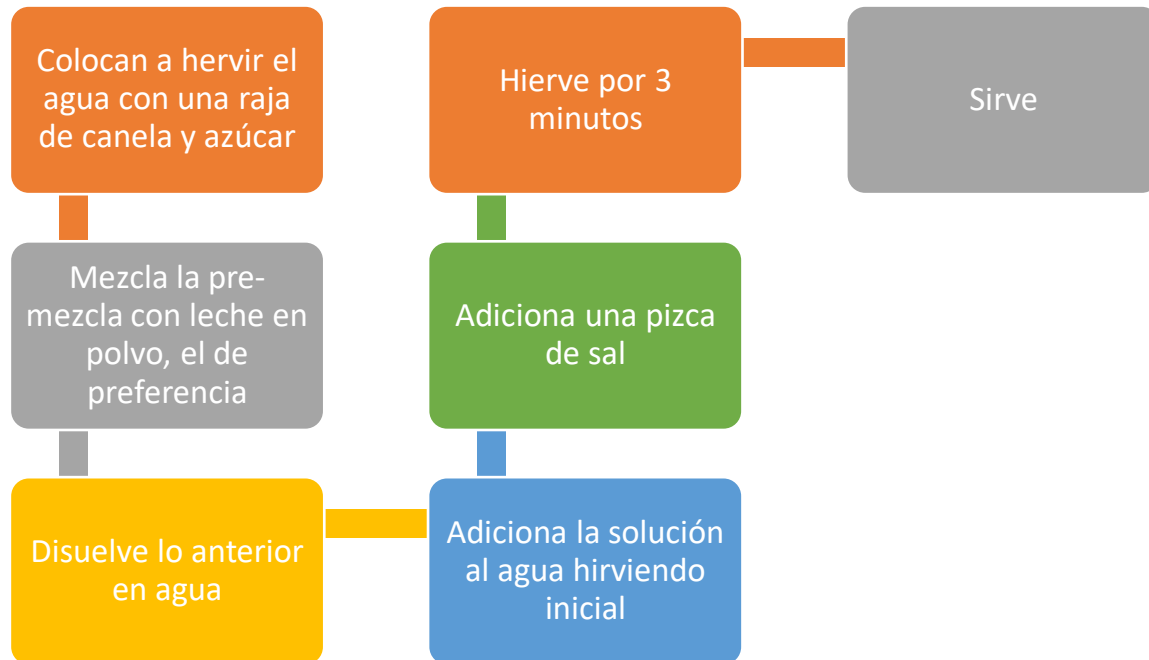 Colocan a hervir el
agua con una raja
de canela y azúcar
Mezcla la pre-
mezcla con leche en
polvo, el de
preferencia
Disuelve lo anterior
en agua
Adiciona la solución
al agua hirviendo
inicial
Adiciona una pizca
de sal
Hierve por 3
minutos
Sirve